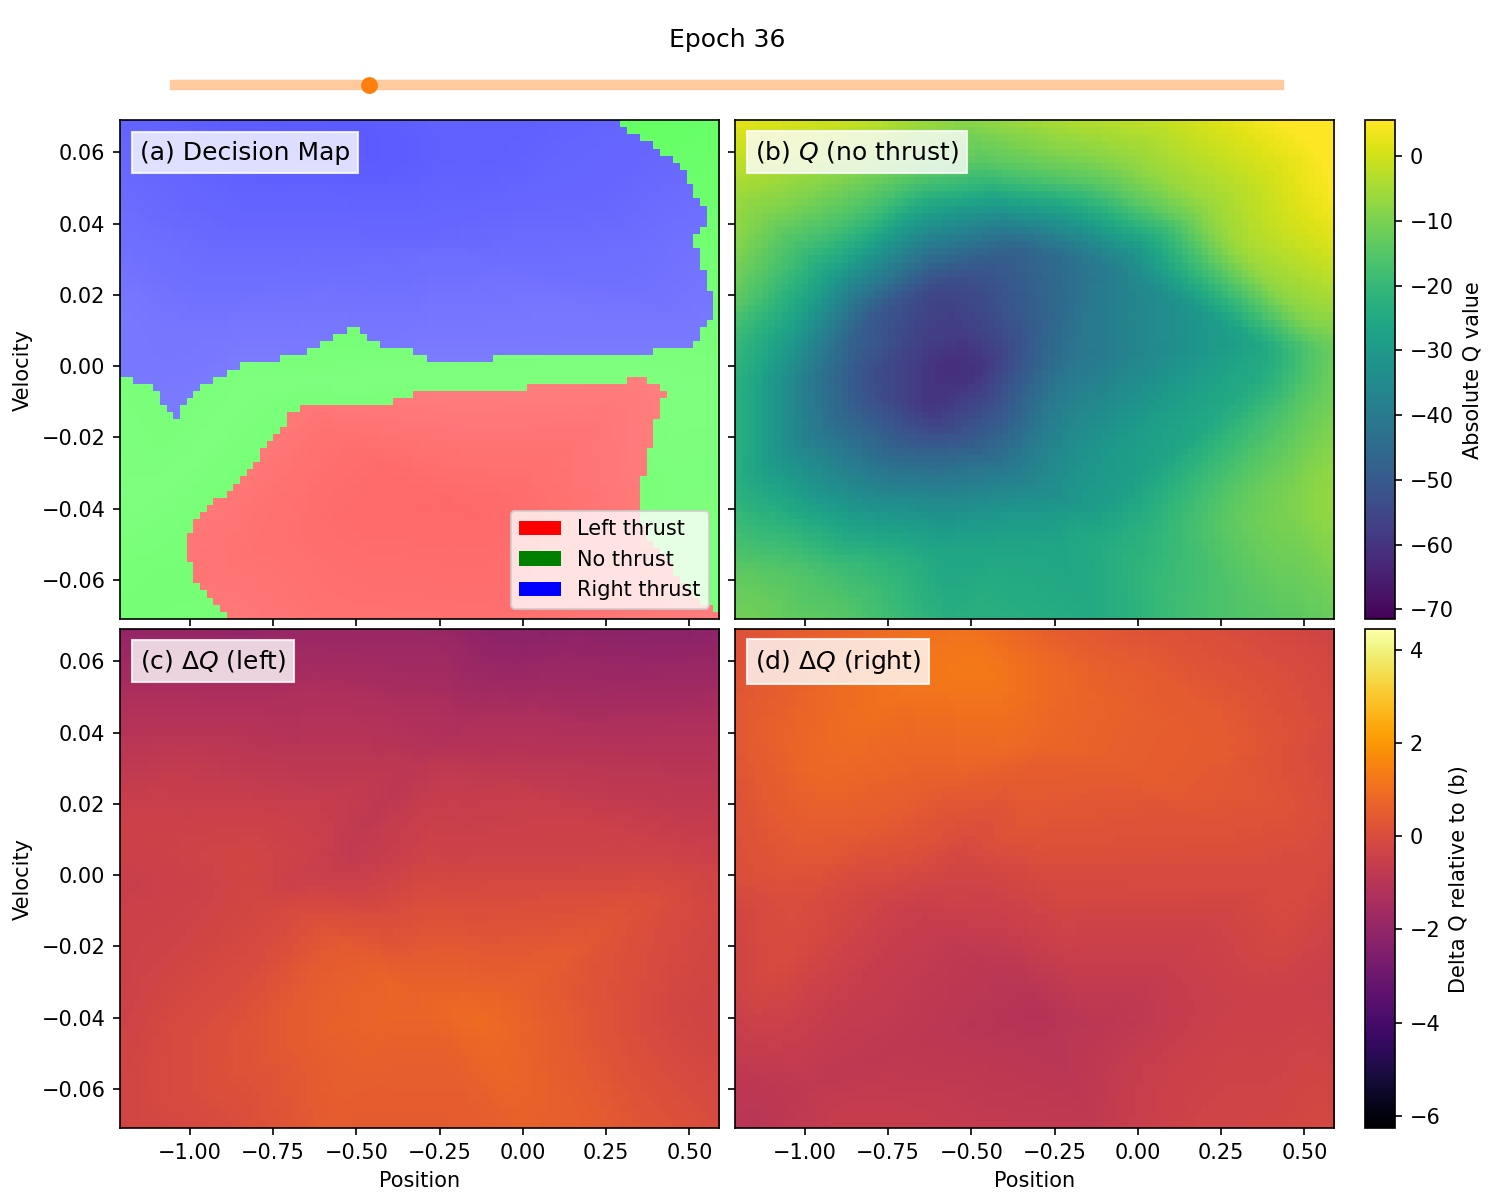 Epoch 36
(a) Decision Map
(b) Q (no thrust)
0.06
0.04
0.02
0.00
−0.02
−0.04
−0.06
Velocity
Left thrust
No thrust
Right thrust
0
−10
−20
−30
−40
−50
−60
−70
Absolute Q value
(c) ΔQ (left)
(d) ΔQ (right)
0.06
0.04
0.02
0.00
−0.02
−0.04
−0.06
Velocity
4
2
0
−2
−4
−6
Delta Q relative to (b)
−1.00 −0.75 −0.50 −0.25 0.00 0.25 0.50
Position
−1.00 −0.75 −0.50 −0.25 0.00 0.25 0.50
Position